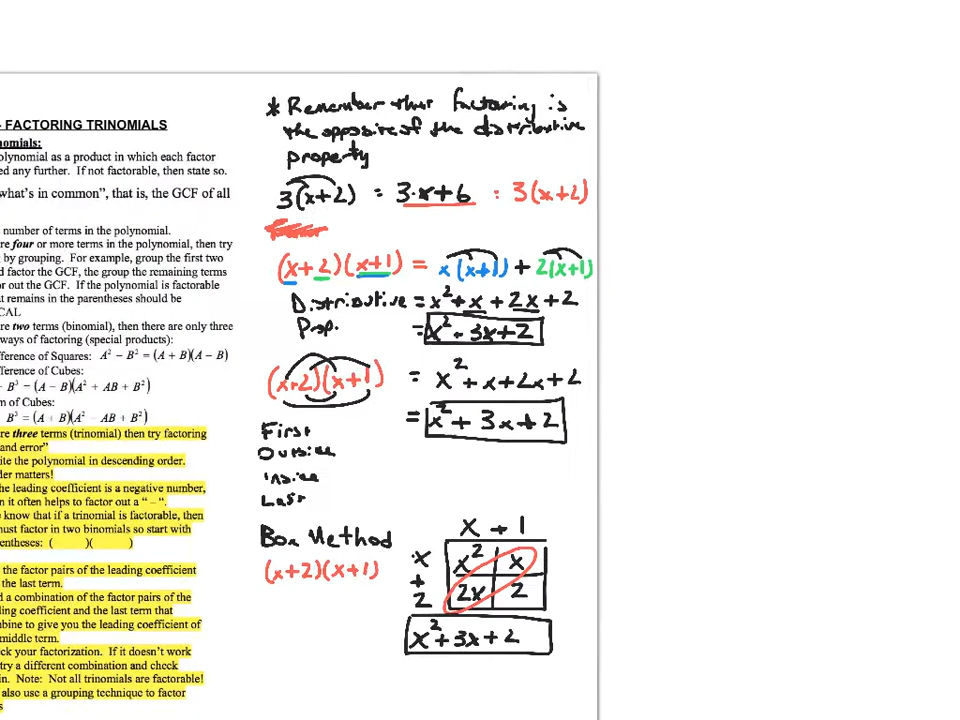 - FACTORING TRINOMIALS
nomials:
olynomial as a product in which each factor
ed any further. If not factorable, then state so.
what's in common", that is, the GCF of all
number of terms in the polynomial.
re four or more terms in the polynomial, then try
by grouping. For example, group the first two
d factor the GCF, the group the remaining terms
or out the GCF. If the polynomial is factorable
t remains in the parentheses should be
CAL
re two terms (binomial), then there are only three
ways of factoring (special products):
fference of Squares: A² − B² = (A + B)(A − B)
fference of Cubes:
− B³ = (A − B)(A² + AB + B²)
m of Cubes:
B³ = (A + B)(A² − AB + B²)
re three terms (trinomial) then try factoring
and error"
ite the polynomial in descending order.
der matters!
he leading coefficient is a negative number,
n it often helps to factor out a " – ".
e know that if a trinomial is factorable, then
must factor in two binomials so start with
entheses: ( )( )
the factor pairs of the leading coefficient
the last term.
d a combination of the factor pairs of the
ding coefficient and the last term that
mbine to give you the leading coefficient of
middle term.
ck your factorization. If it doesn't work
try a different combination and check
in. Note: Not all trinomials are factorable!
also use a grouping technique to factor
s
* Remember that factoring is
the opposite of the distributive
property
3(x+2) = 3·x+6 = 3(x+2)
(x+2)(x+1) = x(x+1) + 2(x+1)
Distributive = x²+x+2x+2
Prop. = x² - 3x+2
(x+2)(x+1) = x²+x+2x+2
= x² + 3x+2
First
Outside
Inside
Last
Box Method
(x+2)(x+1)
x + 1
x x² x
+
2 2x 2
x²+3x+2